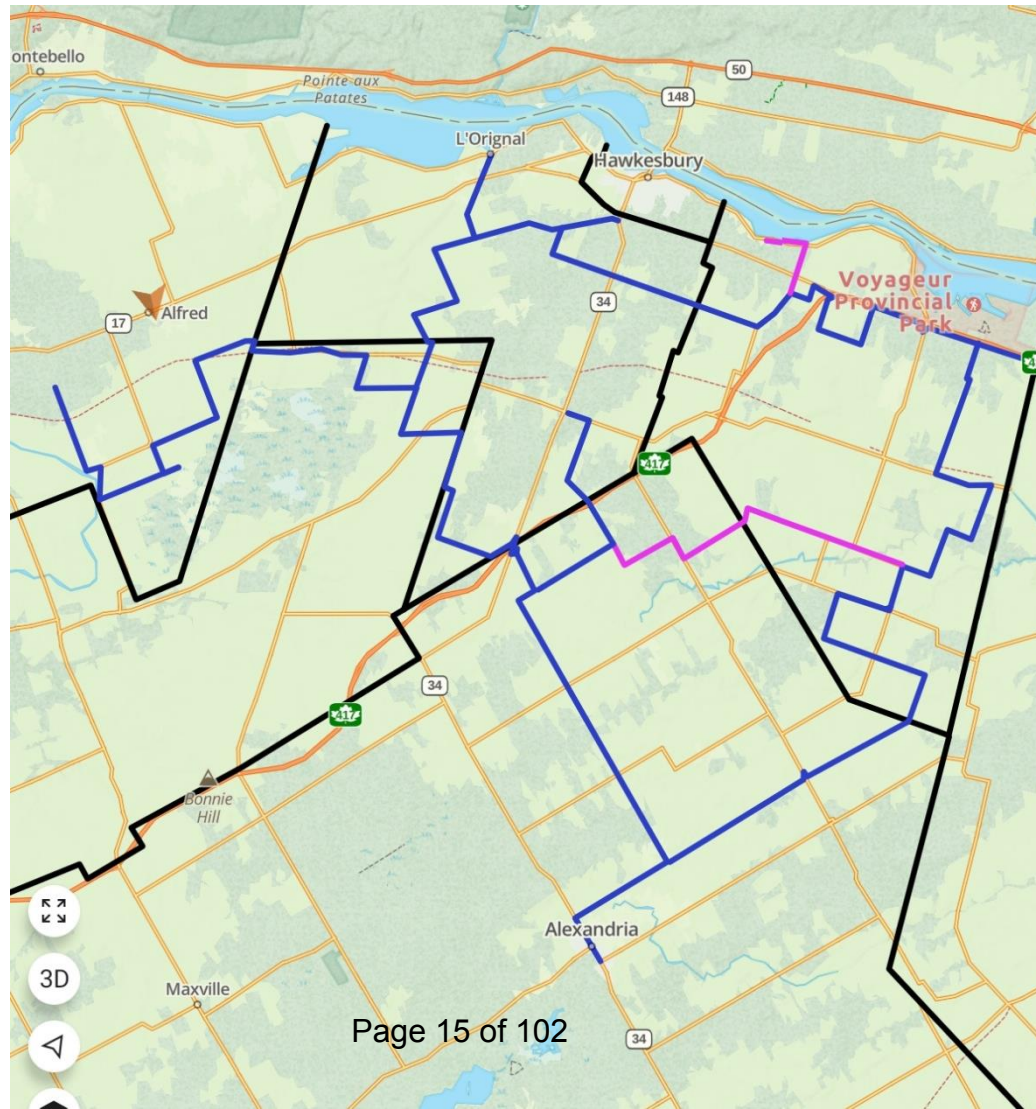 ontebello
Pointe aux
Patates
50
148
L'Orignal
Hawkesbury
Voyageur
Provincial
Park
34
17
Alfred
4
417
34
417
Bonnie
Hill
3D
Alexandria
Maxville
Page 15 of 102
34